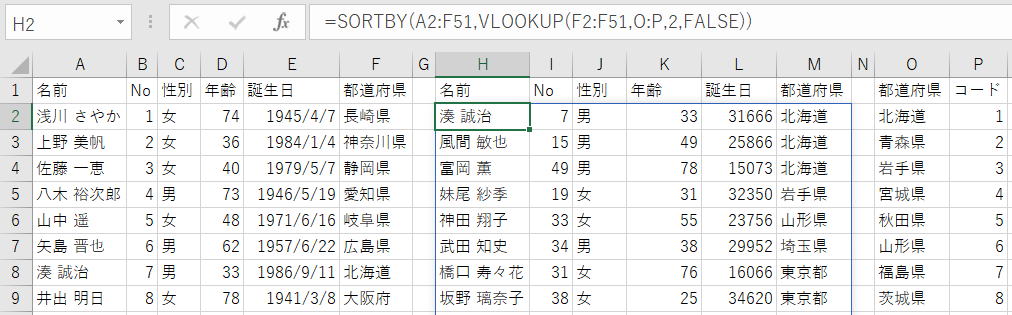 H2 fx =SORTBY(A2:F51,VLOOKUP(F2:F51,O:P,2,FALSE))
A B C D E F G H I J K L M N O P
1 名前 No 性別 年齢 誕生日 都道府県 名前 No 性別 年齢 誕生日 都道府県 都道府県 コード
2 浅川 さやか 1 女 74 1945/4/7 長崎県 湊 誠治 7 男 33 31666 北海道 北海道 1
3 上野 美帆 2 女 36 1984/1/4 神奈川県 風間 敏也 15 男 49 25866 北海道 青森県 2
4 佐藤 一恵 3 女 40 1979/5/7 静岡県 富岡 薫 49 男 78 15073 北海道 岩手県 3
5 八木 裕次郎 4 男 73 1946/5/19 愛知県 妹尾 紗季 19 女 31 32350 岩手県 宮城県 4
6 山中 遥 5 女 48 1971/6/16 岐阜県 神田 翔子 33 女 55 23756 山形県 秋田県 5
7 矢島 晋也 6 男 62 1957/6/22 広島県 武田 知史 34 男 38 29952 埼玉県 山形県 6
8 湊 誠治 7 男 33 1986/9/11 北海道 橋口 寿々花 31 女 76 16066 東京都 福島県 7
9 井出 明日 8 女 78 1941/3/8 大阪府 坂野 璃奈子 38 女 25 34620 東京都 茨城県 8